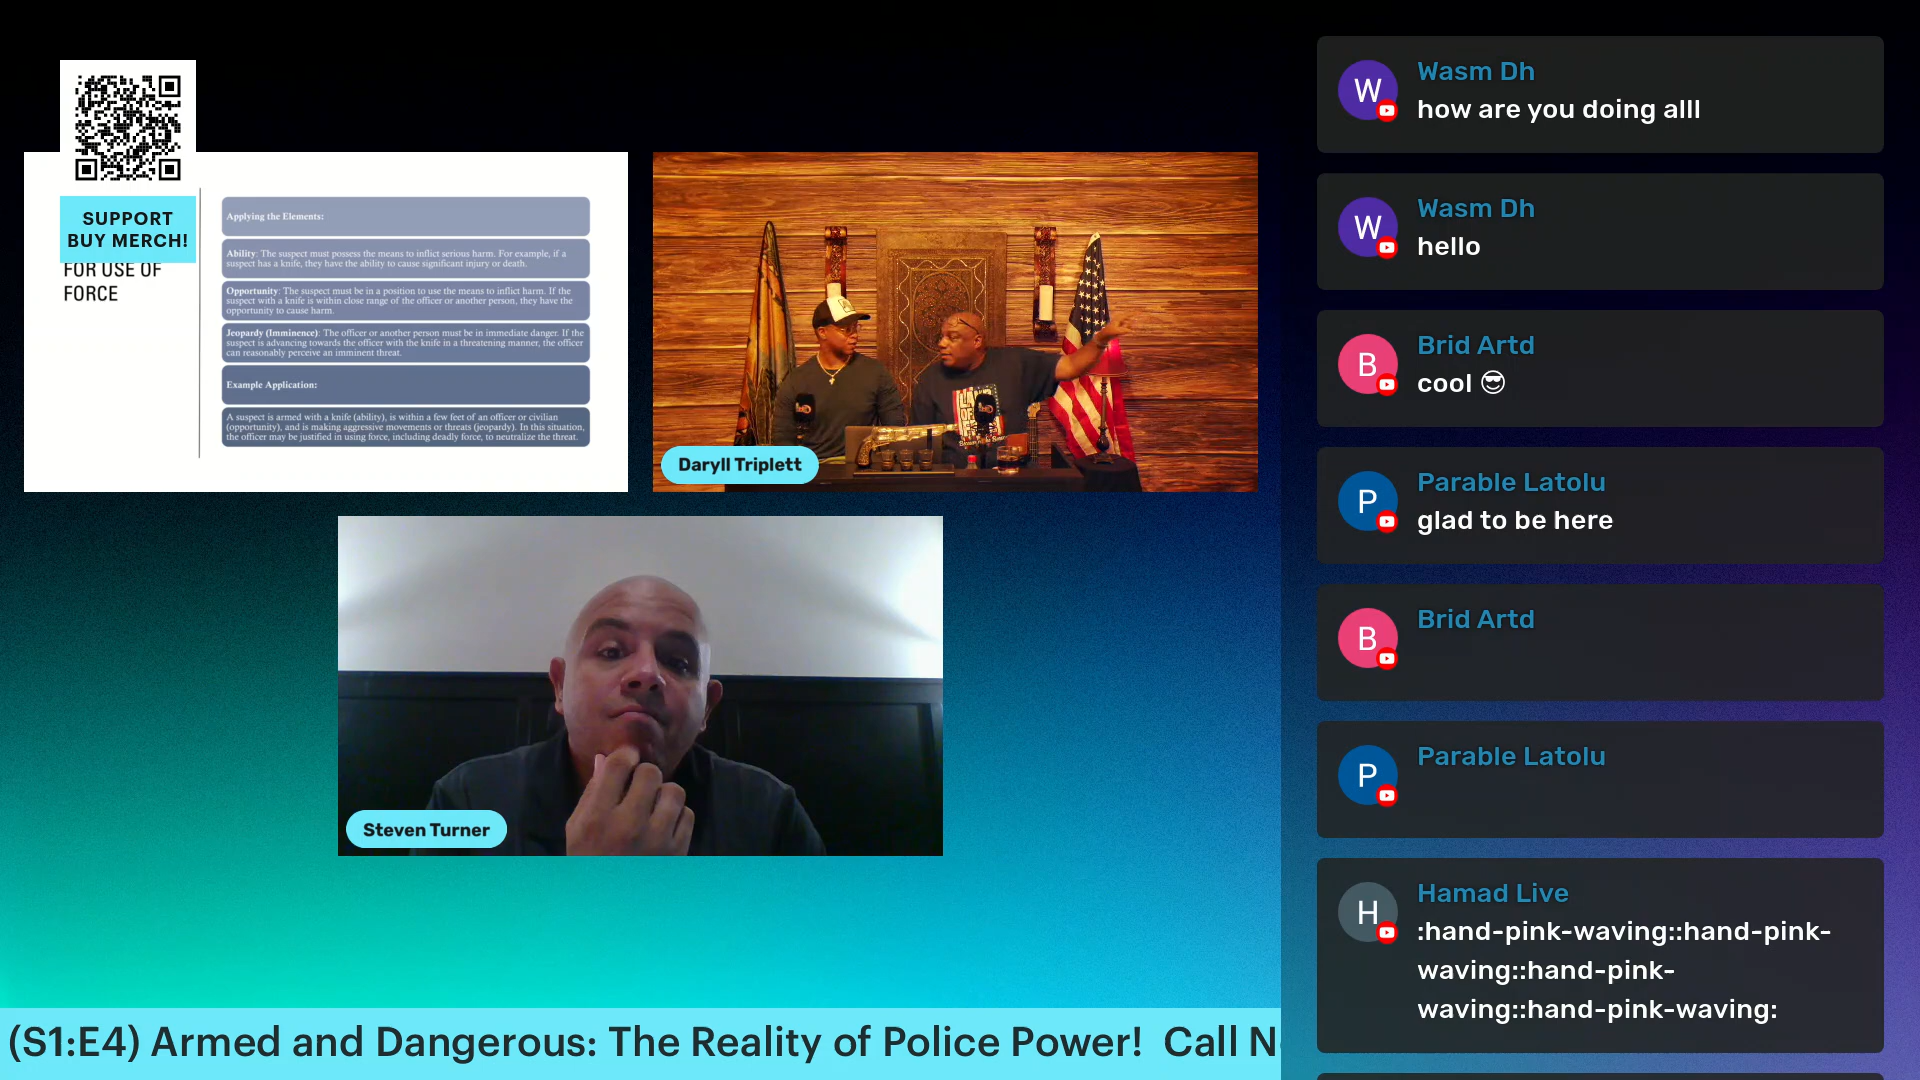 SUPPORT
BUY MERCH!
FOR USE OF
FORCE
Applying the Elements:
Ability: The suspect must possess the means to inflict serious harm. For example, if a
suspect has a knife, they have the ability to cause significant injury or death.
Opportunity: The suspect must be in a position to use the means to inflict harm. If the
suspect with a knife is within close range of the officer or another person, they have the
opportunity to cause harm.
Jeopardy (Imminence): The officer or another person must be in immediate danger. If the
suspect is advancing towards the officer with the knife in a threatening manner, the officer
can reasonably perceive an imminent threat.
Example Application:
A suspect is armed with a knife (ability), is within a few feet of an officer or civilian
(opportunity), and is making aggressive movements or threats (jeopardy). In this situation,
the officer may be justified in using force, including deadly force, to neutralize the threat.
Daryll Triplett
Steven Turner
(S1:E4) Armed and Dangerous: The Reality of Police Power! Call
W
Wasm Dh
how are you doing alll
W
Wasm Dh
hello
B
Brid Artd
cool 😎
P
Parable Latolu
glad to be here
B
Brid Artd
P
Parable Latolu
H
Hamad Live
:hand-pink-waving::hand-pink-
waving::hand-pink-
waving::hand-pink-waving: